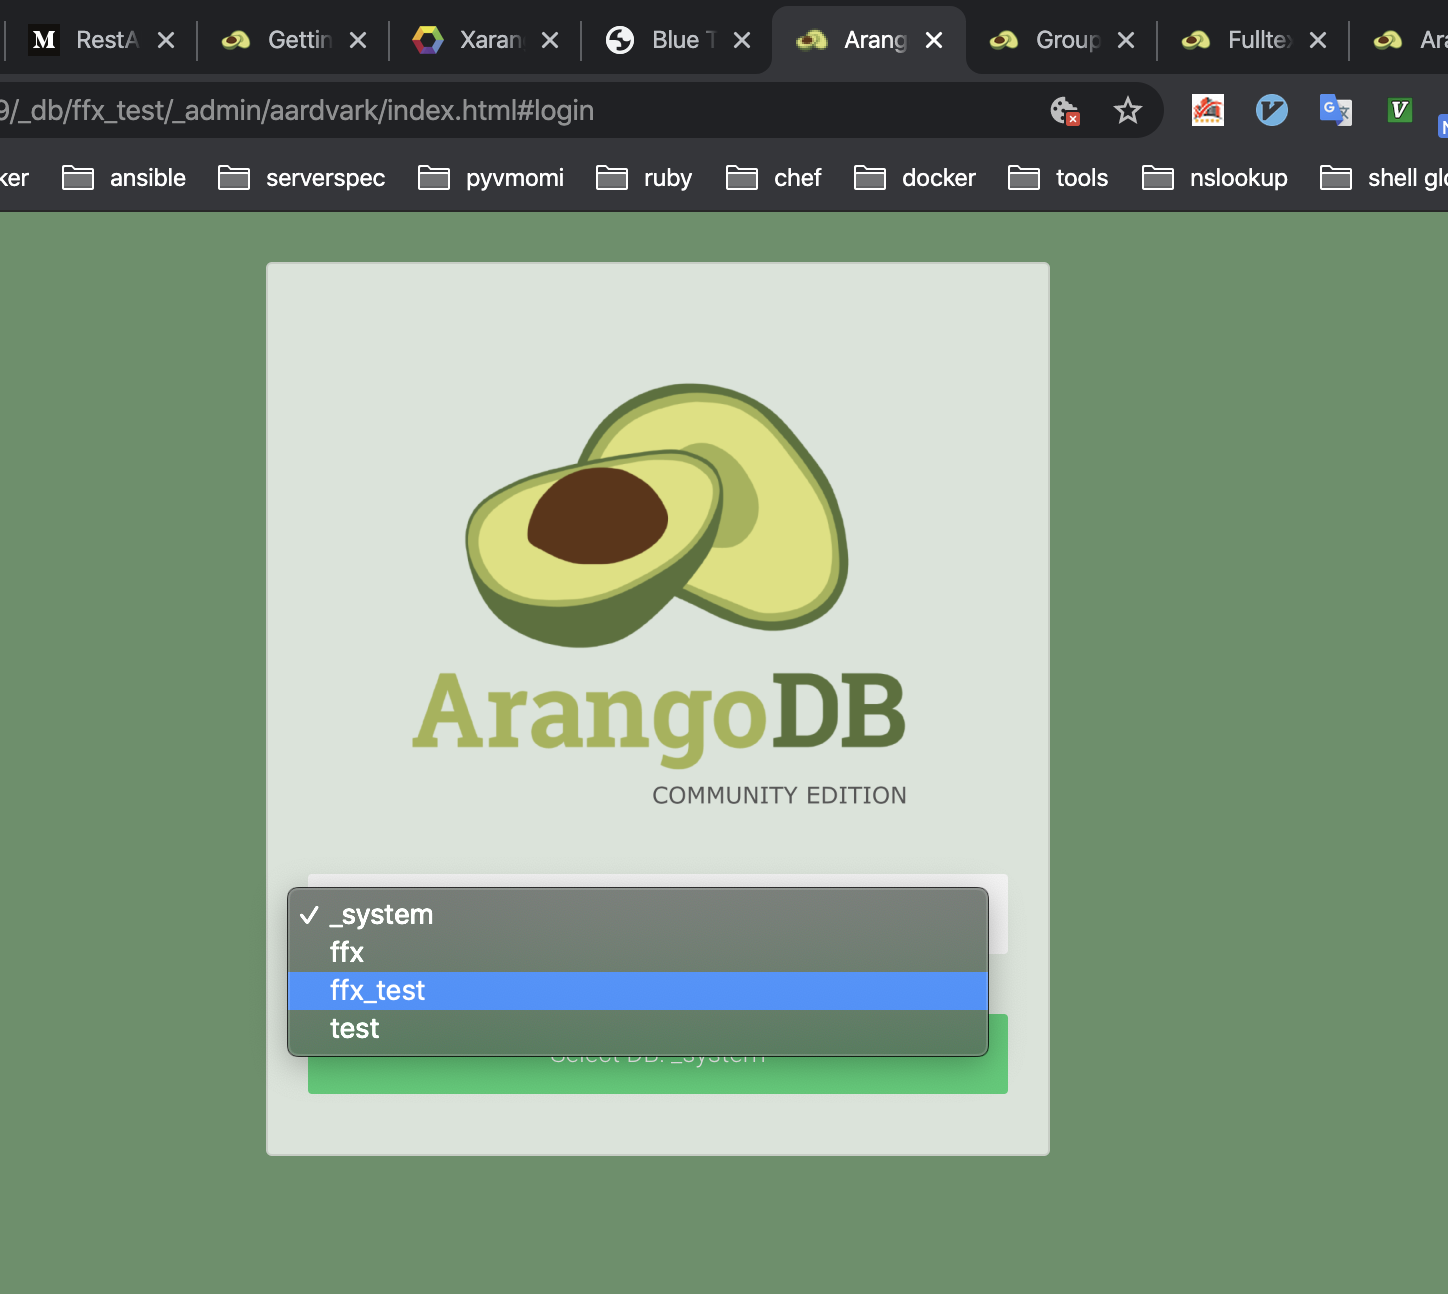 M RestA Gettin Xaran Blue T Arang Group Fulltex Ara
9/_db/ffx_test/_admin/aardvark/index.html#login
ker ansible serverspec pyvmomi ruby chef docker tools nslookup shell glo
ArangoDB
COMMUNITY EDITION
✓ _system
ffx
ffx_test
test
Select DB: _system